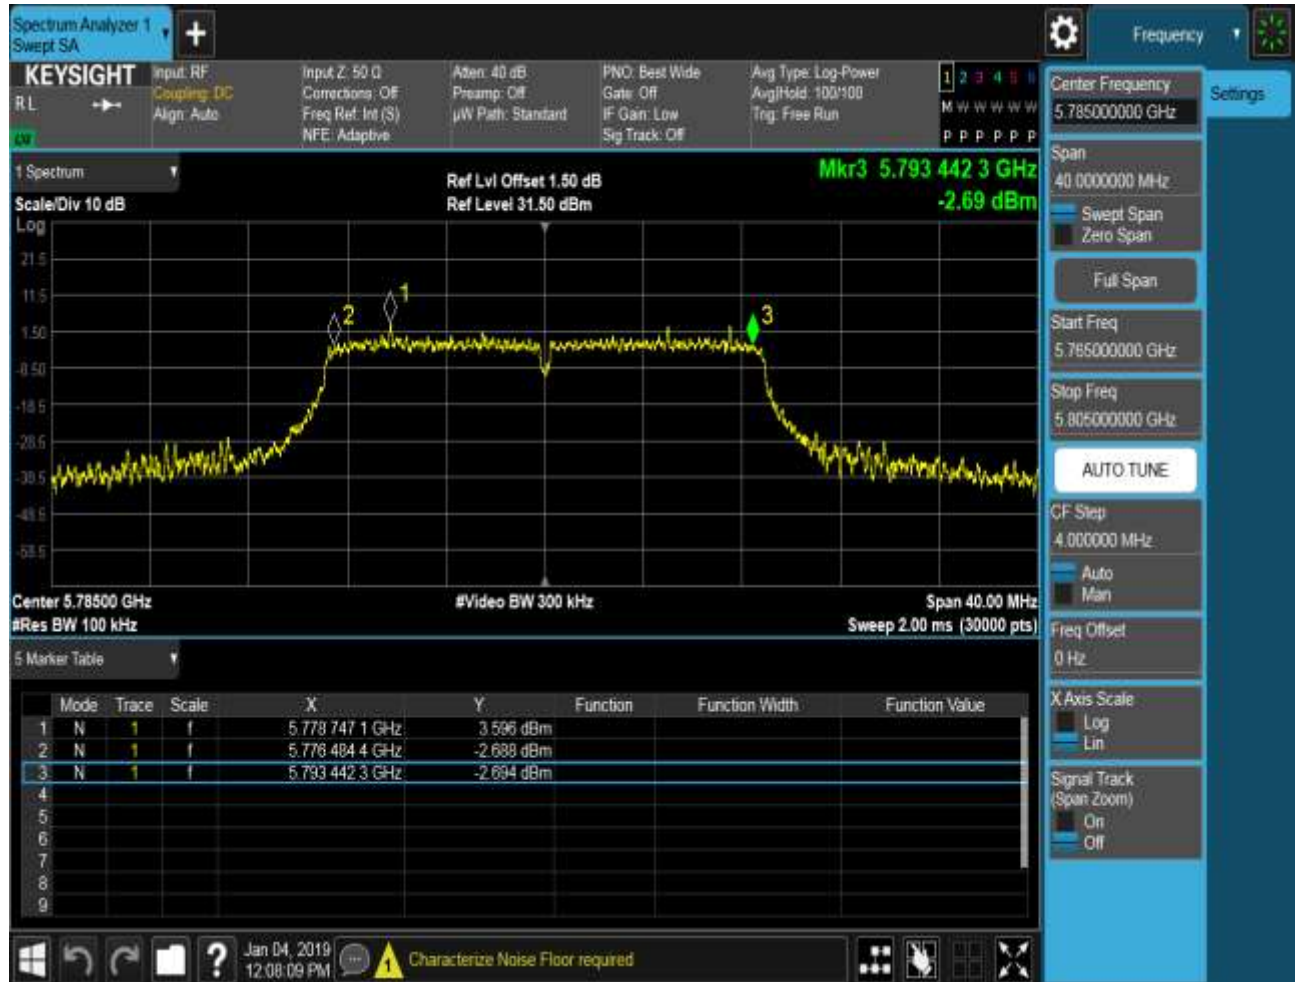 Spectrum Analyzer 1
Swept SA
Frequency
KEYSIGHT
RL
Input: RF
Coupling: DC
Align: Auto
Input Z: 50 Ω
Corrections: Off
Freq Ref: Int (S)
NFE: Adaptive
Atten: 40 dB
Preamp: Off
µW Path: Standard
PNO: Best Wide
Gate: Off
IF Gain: Low
Sig Track: Off
Avg Type: Log-Power
Avg|Hold: 100/100
Trig: Free Run
1 2 3 4 5 6
M W W W W W
P P P P P P
1 Spectrum
Scale/Div 10 dB
Ref Lvl Offset 1.50 dB
Ref Level 31.50 dBm
Mkr3 5.793 442 3 GHz
-2.69 dBm
Log
21.5
11.5
1.50
-8.50
-18.5
-28.5
-38.5
-48.5
-58.5
2
1
3
Center 5.78500 GHz
#Video BW 300 kHz
Span 40.00 MHz
#Res BW 100 kHz
Sweep 2.00 ms (30000 pts)
5 Marker Table
Mode Trace Scale X Y Function Function Width Function Value
1 N 1 f 5.778 747 1 GHz 3.596 dBm
2 N 1 f 5.776 484 4 GHz -2.688 dBm
3 N 1 f 5.793 442 3 GHz -2.694 dBm
4
5
6
7
8
9
Jan 04, 2019
12:08:09 PM
Characterize Noise Floor required
Center Frequency
5.785000000 GHz
Settings
Span
40.0000000 MHz
Swept Span
Zero Span
Full Span
Start Freq
5.765000000 GHz
Stop Freq
5.805000000 GHz
AUTO TUNE
CF Step
4.000000 MHz
Auto
Man
Freq Offset
0 Hz
X Axis Scale
Log
Lin
Signal Track
(Span Zoom)
On
Off